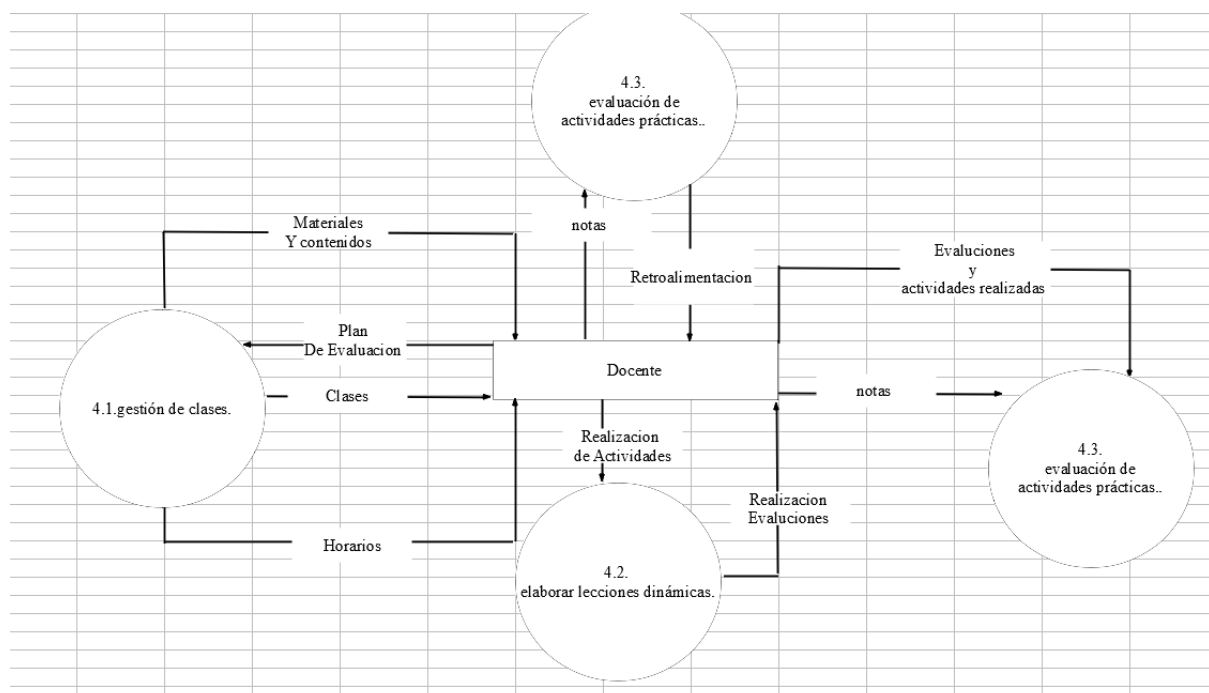 4.3.
evaluación de
actividades prácticas..
Materiales
Y contenidos
notas
Retroalimentacion
Evaluciones
y
actividades realizadas
Plan
De Evaluacion
Docente
Clases
notas
4.1.gestión de clases.
Realizacion
de Actividades
4.3.
evaluación de
actividades prácticas..
Realizacion
Evaluciones
Horarios
4.2.
elaborar lecciones dinámicas.